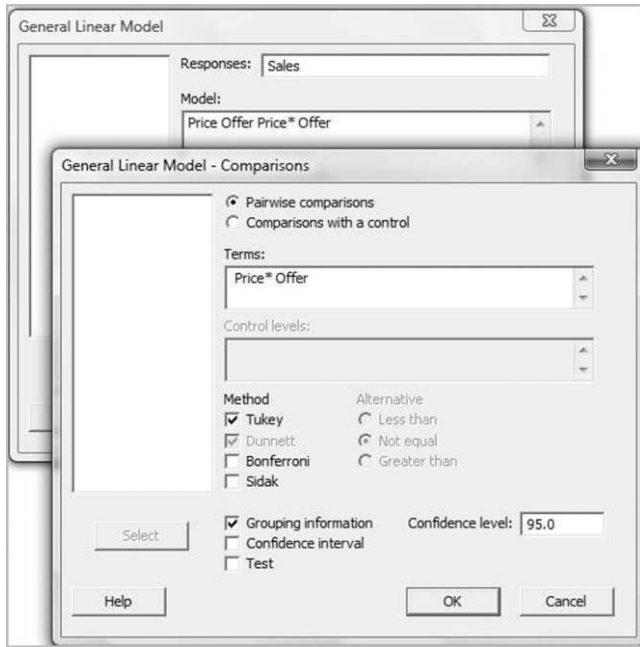 General Linear Model
Responses: Sales
Model:
Price Offer Price* Offer
General Linear Model - Comparisons
Pairwise comparisons
Comparisons with a control
Terms:
Price* Offer
Control levels:
Method Alternative
Tukey Less than
Dunnett Not equal
Bonferroni Greater than
Sidak
Select Grouping information Confidence level: 95.0
Confidence interval
Test
Help OK Cancel